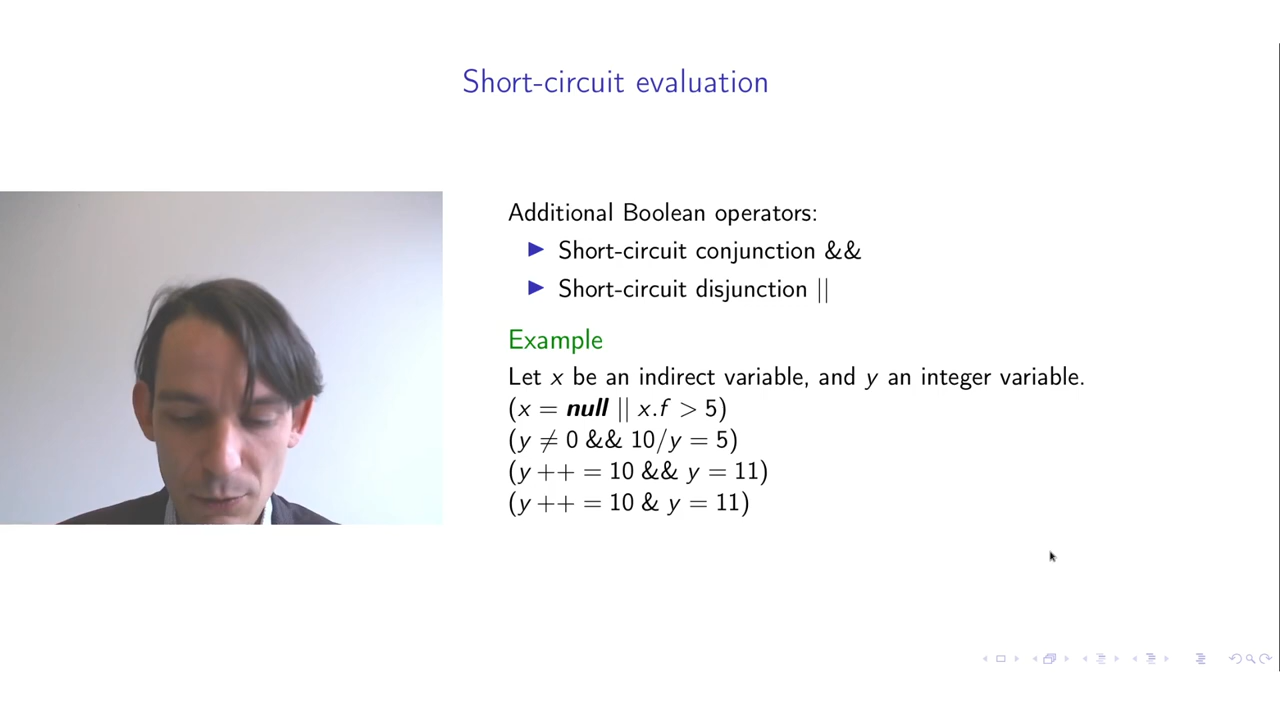 Short-circuit evaluation
Additional Boolean operators:
▶ Short-circuit conjunction &&
▶ Short-circuit disjunction ||
Example
Let x be an indirect variable, and y an integer variable.
(x = null || x.f > 5)
(y ≠ 0 && 10/y = 5)
(y ++ = 10 && y = 11)
(y ++ = 10 & y = 11)